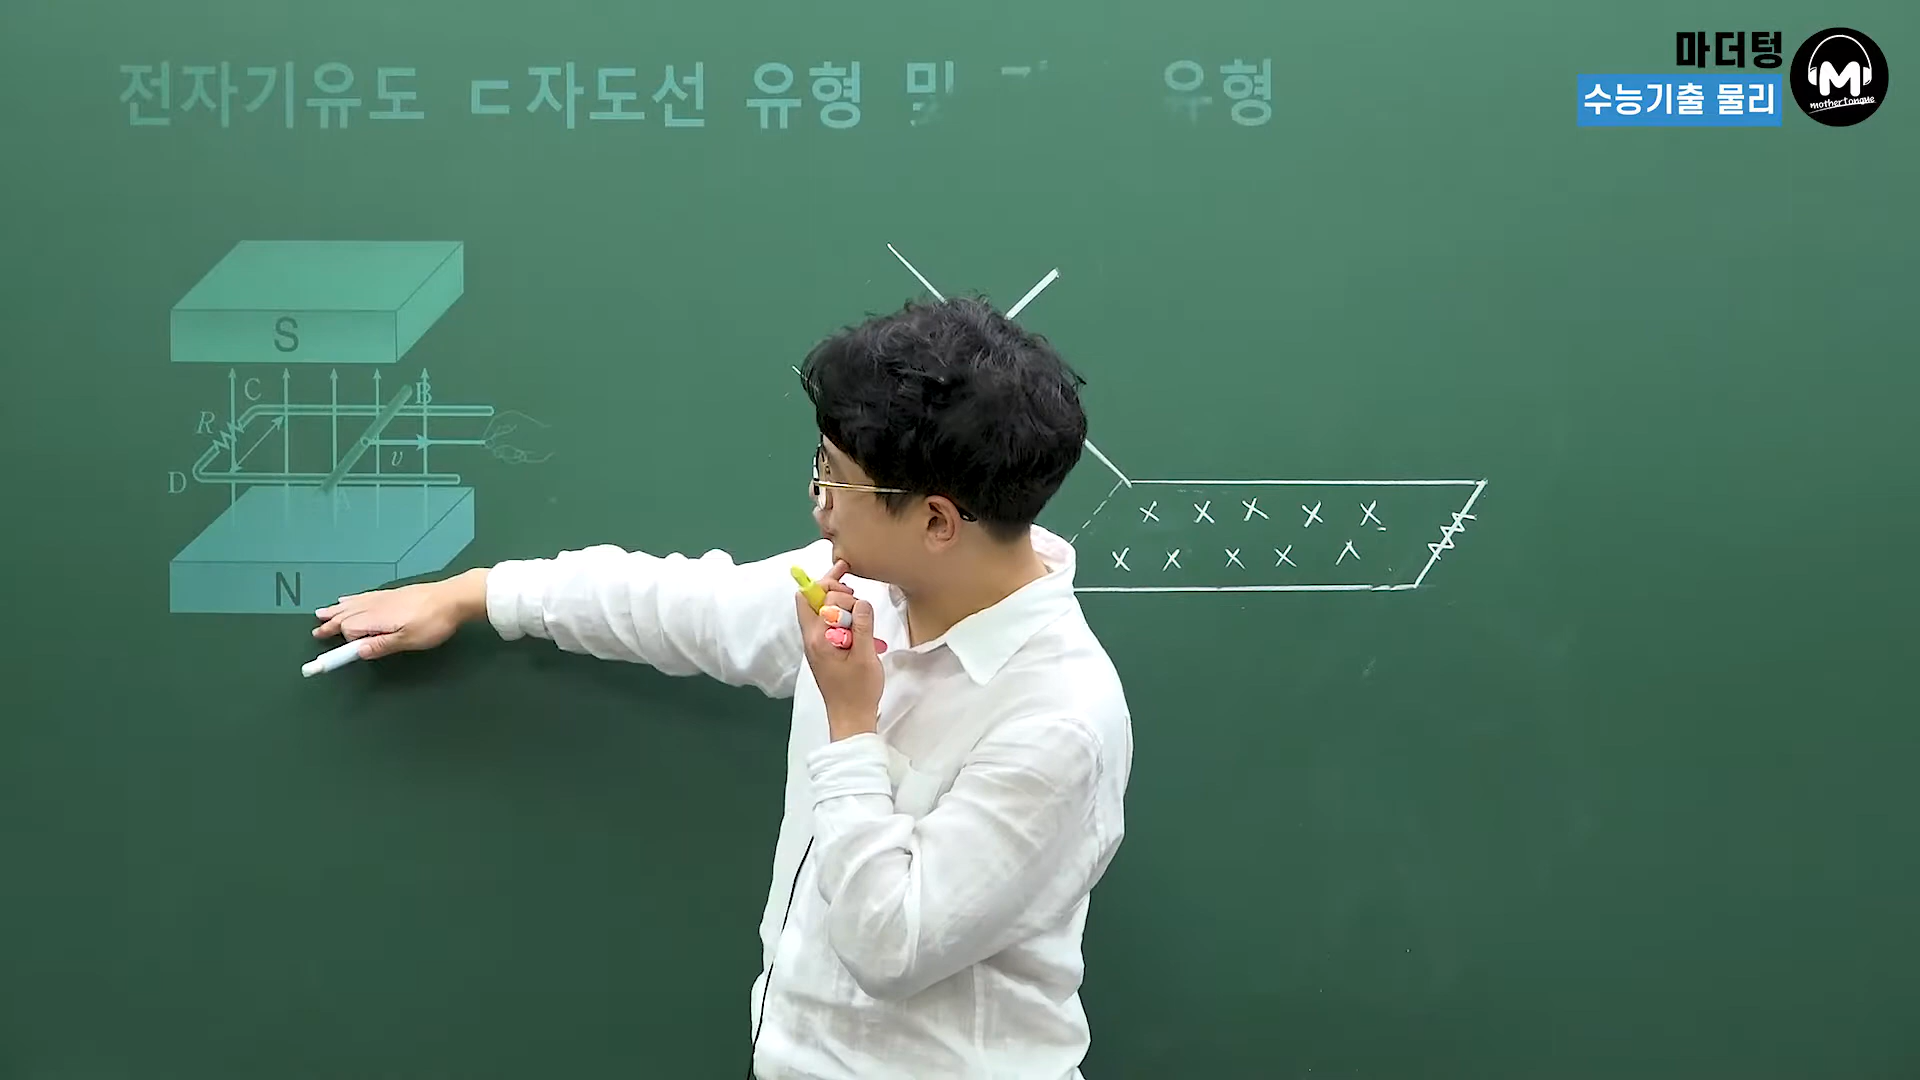 전자기유도 ㄷ자도선 유형 및 유형
마더텅
수능기출 물리
M
mothertongue
S
C
B
R
v
D
A
N